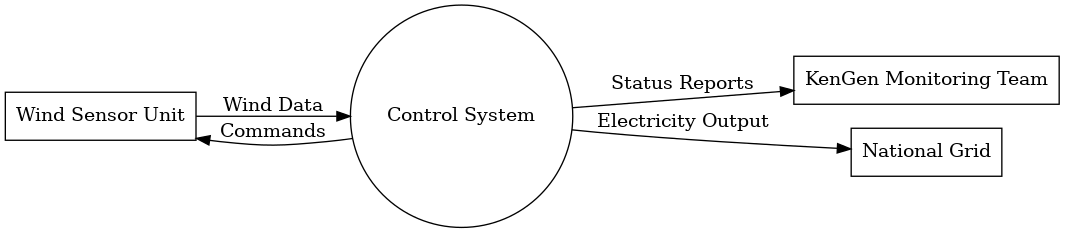 Wind Sensor Unit
Wind Data
Commands
Control System
Status Reports
Electricity Output
KenGen Monitoring Team
National Grid